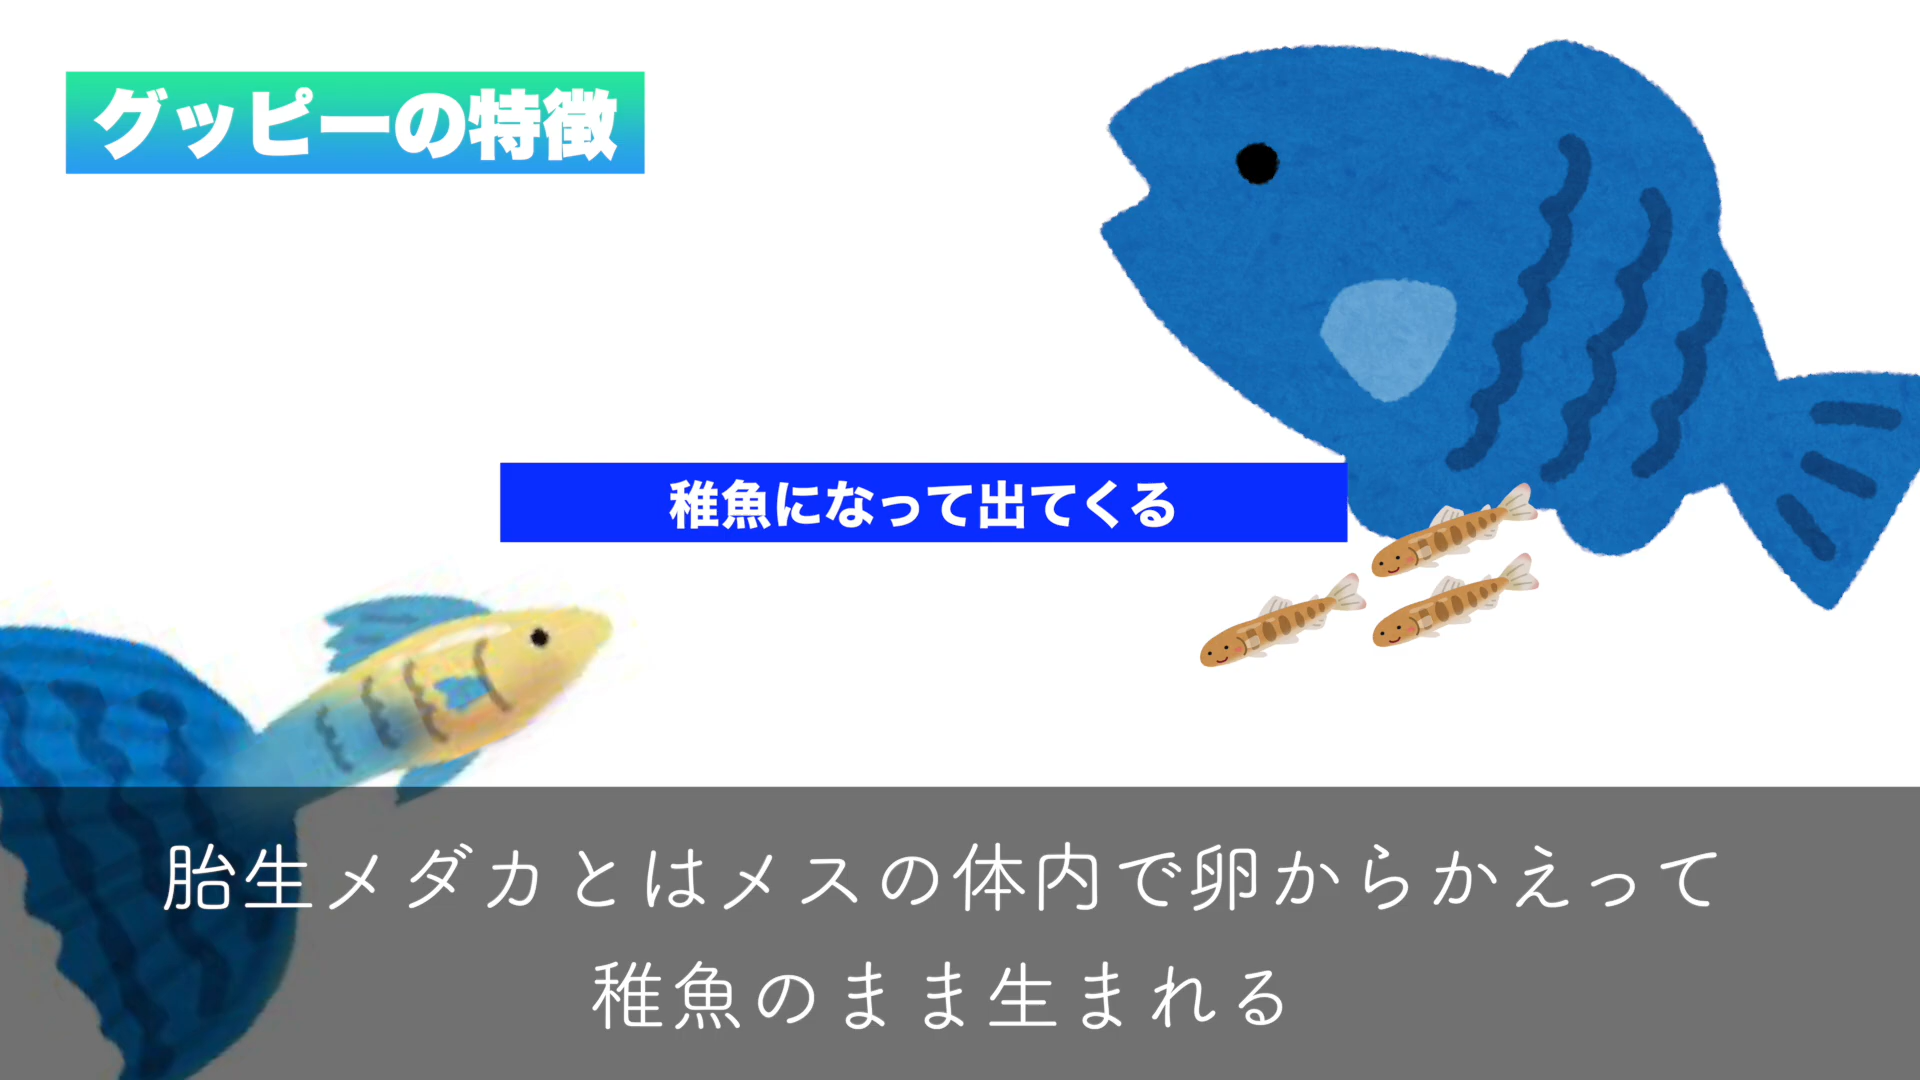 グッピーの特徴
稚魚になって出てくる
胎生メダカとはメスの体内で卵からかえって
稚魚のまま生まれる